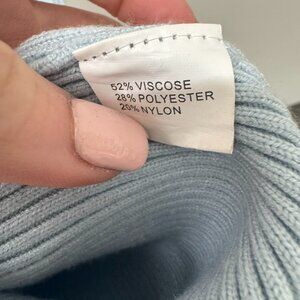 52% VISCOSE
28% POLYESTER
20% NYLON